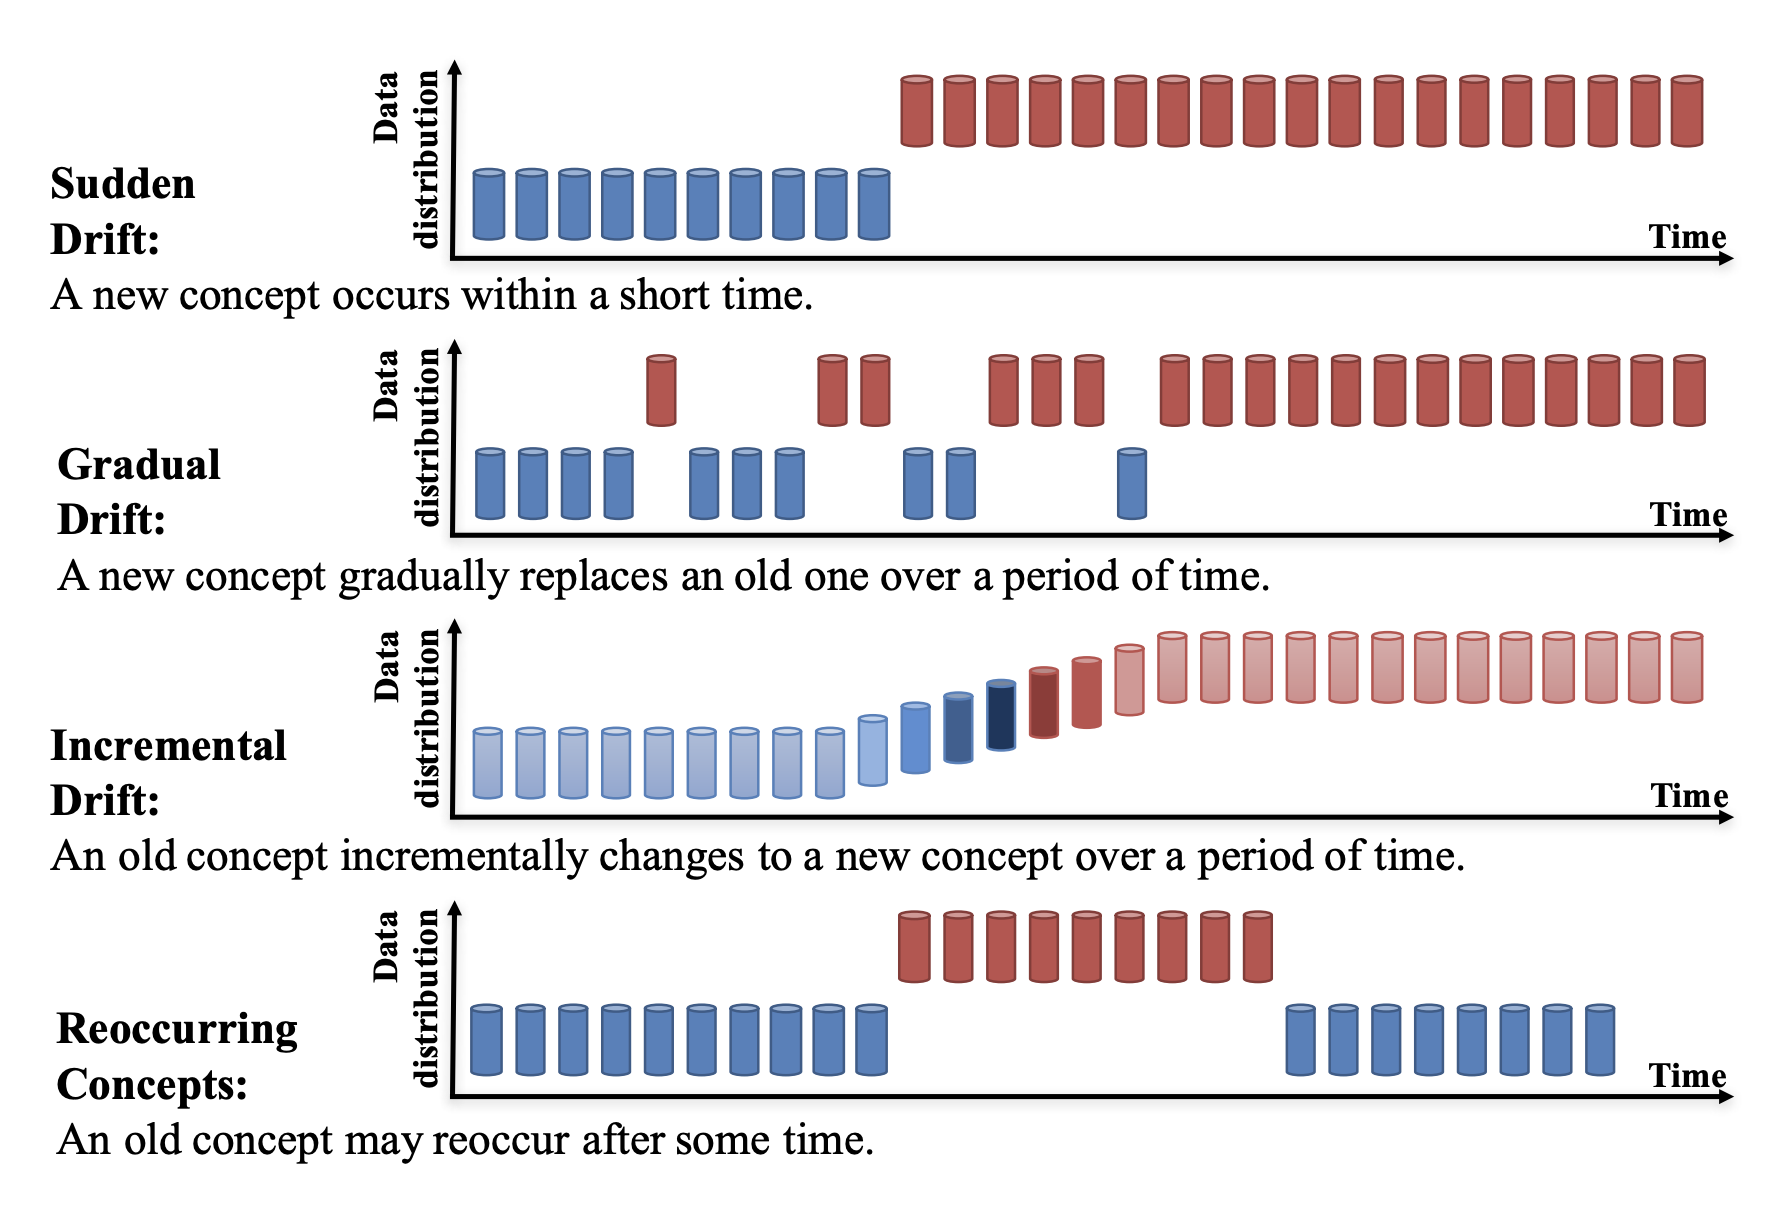 Data
distribution
Sudden
Drift:
Time
A new concept occurs within a short time.
Data
distribution
Gradual
Drift:
Time
A new concept gradually replaces an old one over a period of time.
Data
distribution
Incremental
Drift:
Time
An old concept incrementally changes to a new concept over a period of time.
Data
distribution
Reoccurring
Concepts:
Time
An old concept may reoccur after some time.